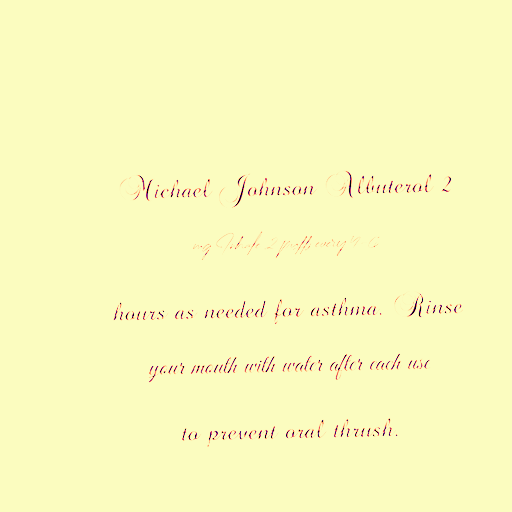 Michael Johnson Albuterol 2
mg Take 2 puffs every 4-6
hours as needed for asthma. Rinse
your mouth with water after each use
to prevent oral thrush.